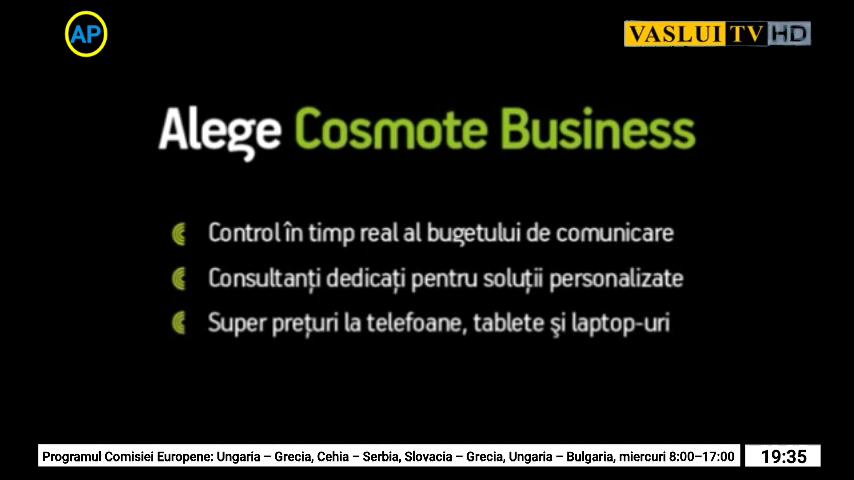 AP
VASLUI TV HD
Alege Cosmote Business
Control în timp real al bugetului de comunicare
Consultanți dedicați pentru soluții personalizate
Super prețuri la telefoane, tablete și laptop-uri
Programul Comisiei Europene: Ungaria – Grecia, Cehia – Serbia, Slovacia – Grecia, Ungaria – Bulgaria, miercuri 8:00–17:00
19:35